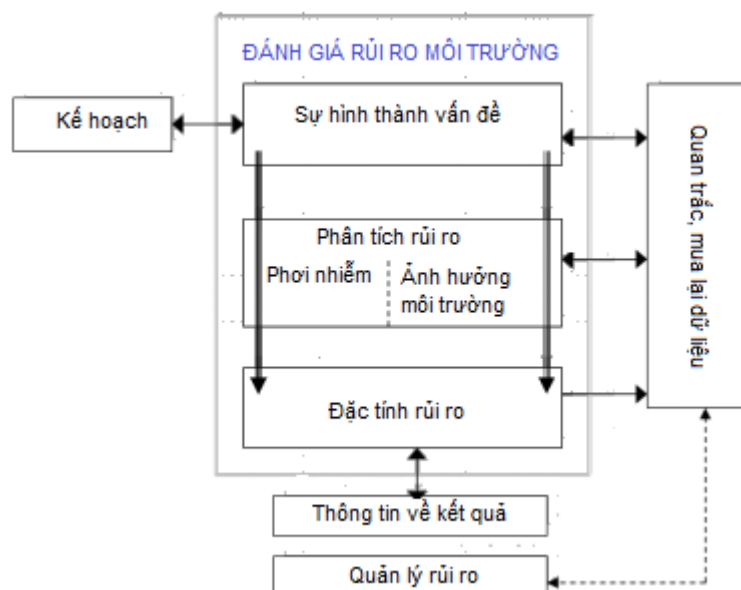 ĐÁNH GIÁ RỦI RO MÔI TRƯỜNG
Kế hoạch
Sự hình thành vấn đề
Quan trắc, mua lại dữ liệu
Phân tích rủi ro
Phơi nhiễm
Ảnh hưởng
môi trường
Đặc tính rủi ro
Thông tin về kết quả
Quản lý rủi ro